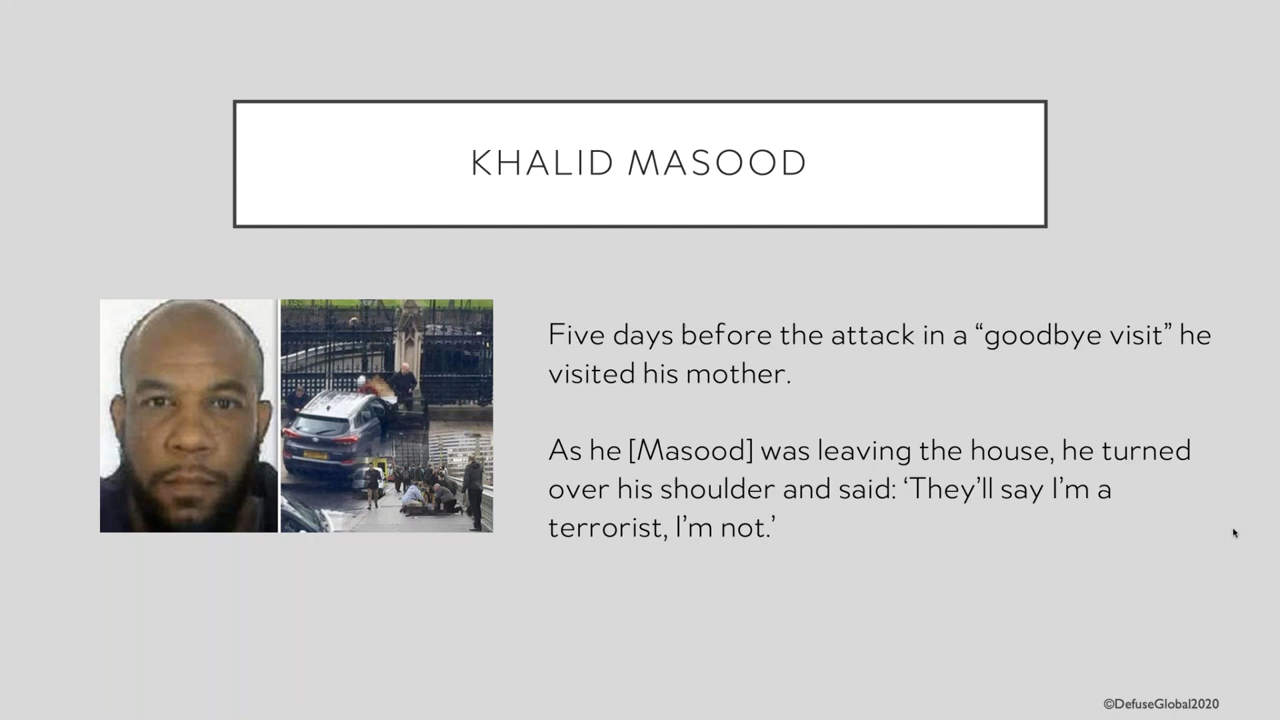 KHALID MASOOD
Five days before the attack in a “goodbye visit” he
visited his mother.
As he [Masood] was leaving the house, he turned
over his shoulder and said: ‘They’ll say I’m a
terrorist, I’m not.’
©DefuseGlobal2020